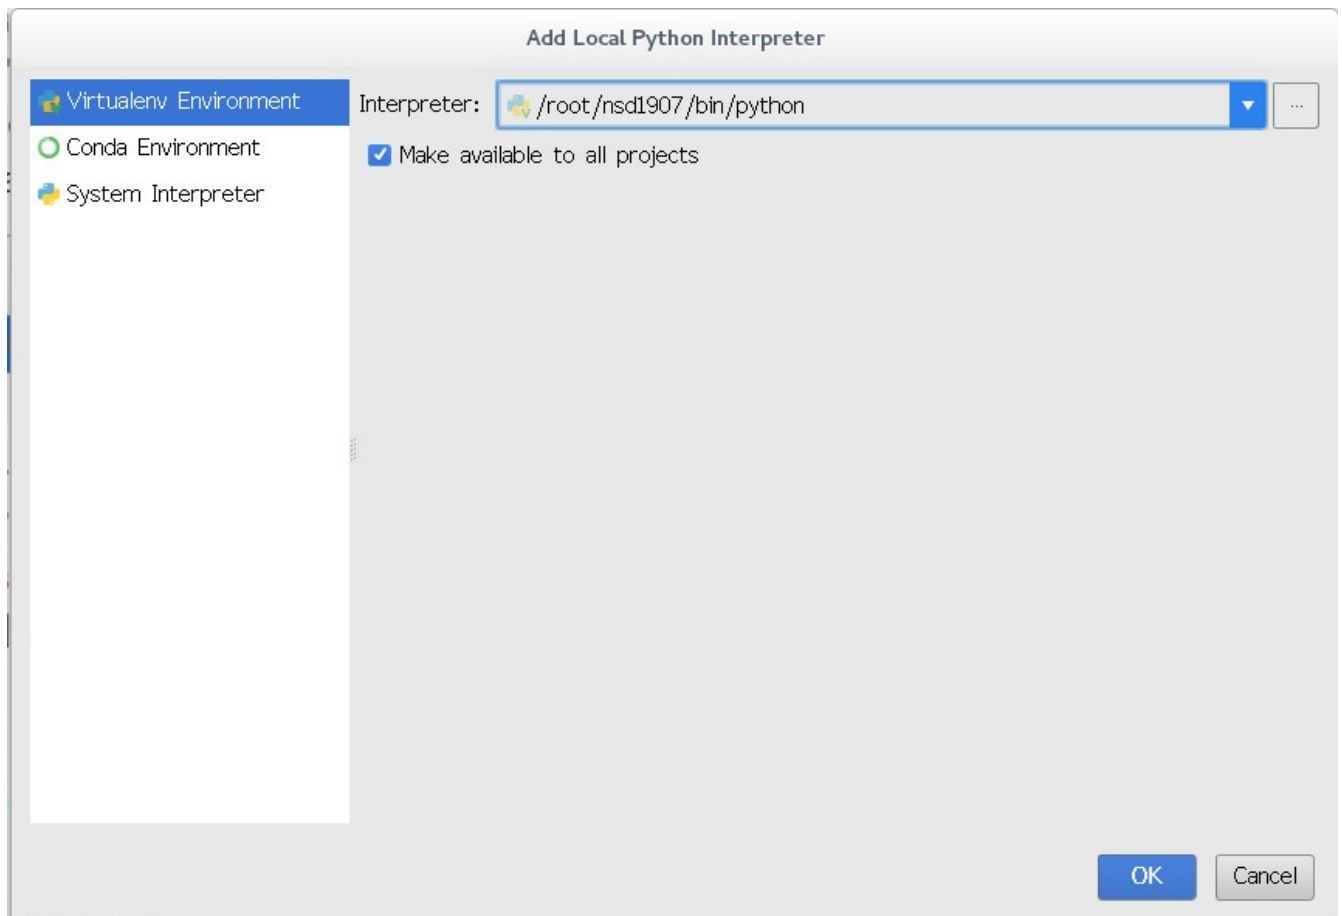 Add Local Python Interpreter
Virtualenv Environment
Conda Environment
System Interpreter
Interpreter: /root/nsd1907/bin/python ...
Make available to all projects
OK Cancel